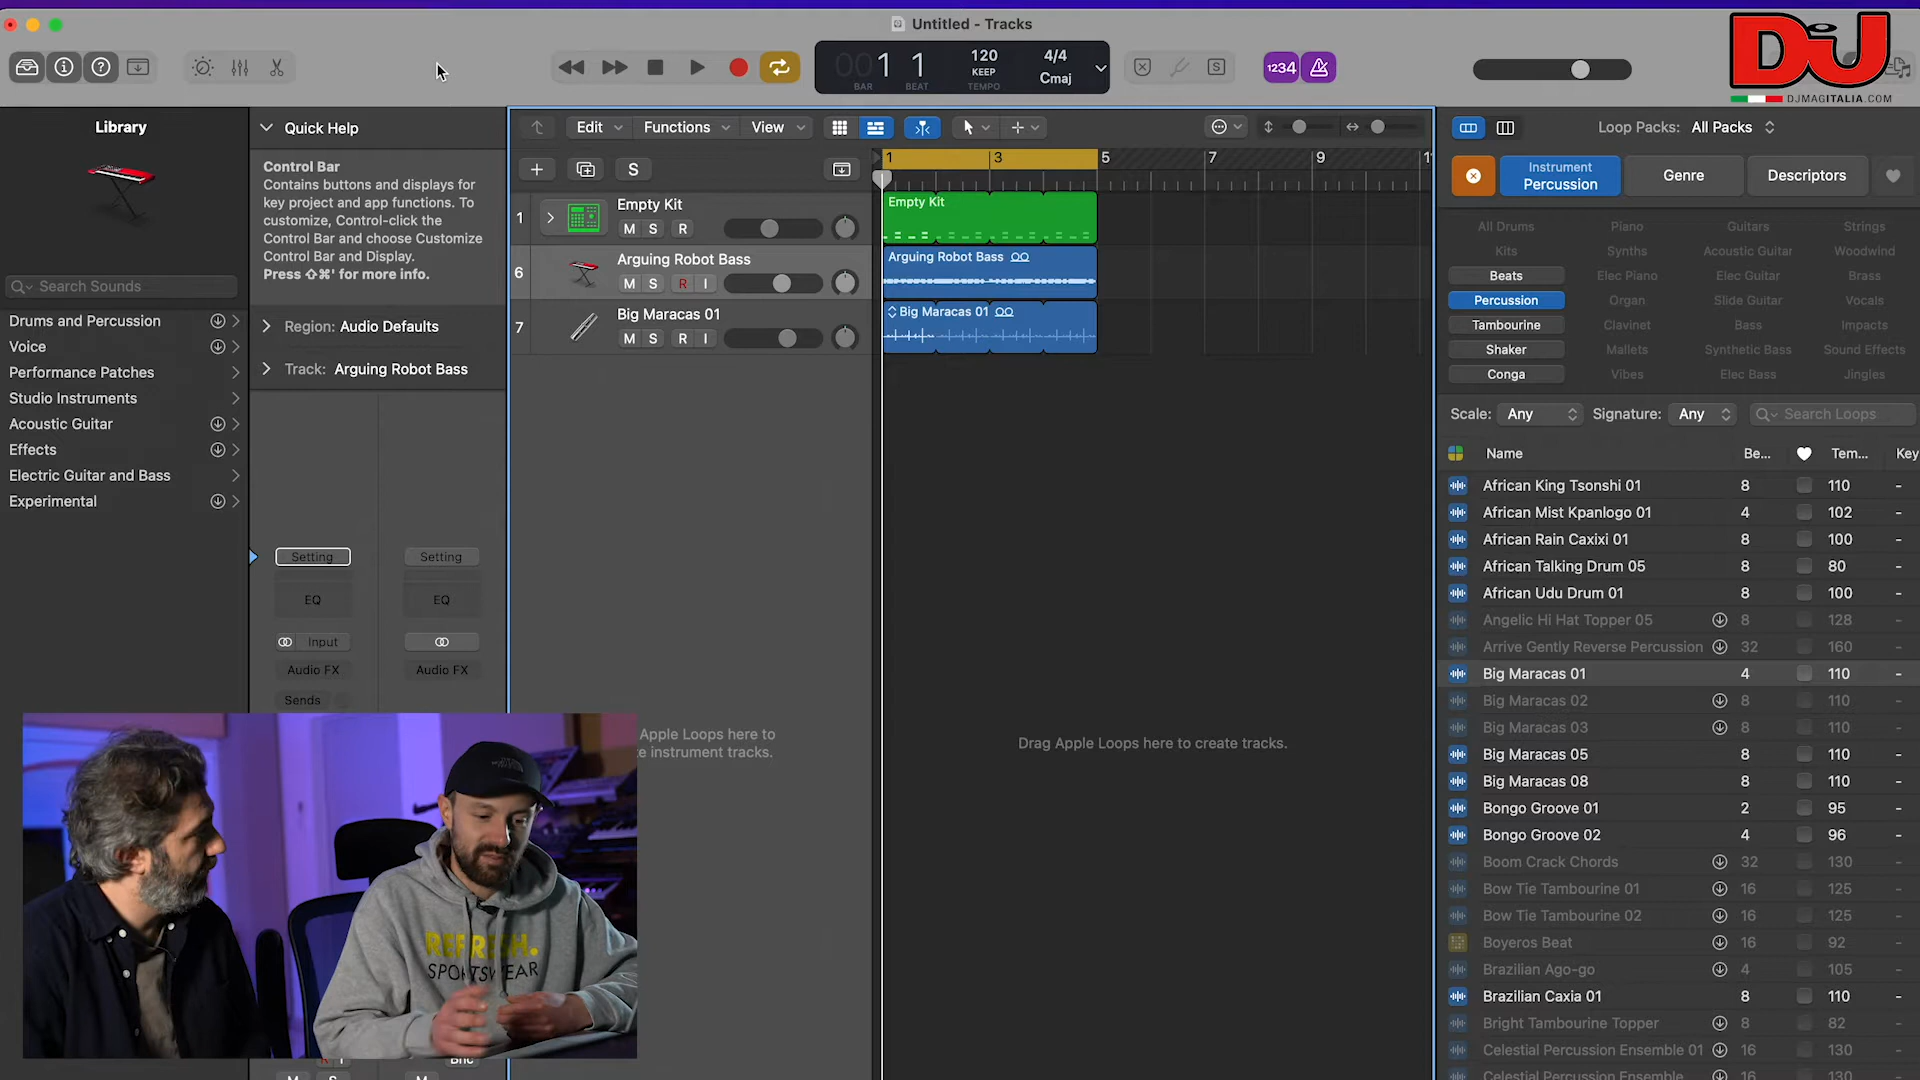 Untitled - Tracks
DJ
DJMAGITALIA.COM
00 1 1
BAR BEAT
120
KEEP
TEMPO
4/4
Cmaj
1234
S
Library
Search Sounds
Drums and Percussion
Voice
Performance Patches
Studio Instruments
Acoustic Guitar
Effects
Electric Guitar and Bass
Experimental
Quick Help
Control Bar
Contains buttons and displays for
key project and app functions. To
customize, Control-click the
Control Bar and choose Customize
Control Bar and Display.
Press ⇧⌘' for more info.
Region: Audio Defaults
Track: Arguing Robot Bass
Setting
Setting
EQ
EQ
Input
Audio FX
Audio FX
Sends
Edit Functions View
S
1 3 5 7 9
1
Empty Kit
M S R
6
Arguing Robot Bass
M S R I
7
Big Maracas 01
M S R I
Empty Kit
Arguing Robot Bass
Big Maracas 01
Apple Loops here to
instrument tracks.
Drag Apple Loops here to create tracks.
REFRESH.
SPORTSWEAR
Bnc
M S M
Loop Packs: All Packs
Instrument
Percussion
Genre
Descriptors
All Drums Piano Guitars Strings
Kits Synths Acoustic Guitar Woodwind
Beats Elec Piano Elec Guitar Brass
Percussion Organ Slide Guitar Vocals
Tambourine Clavinet Bass Impacts
Shaker Mallets Synthetic Bass Sound Effects
Conga Vibes Elec Bass Jingles
Scale: Any Signature: Any Search Loops
Name Be... Tem... Key
African King Tsonshi 01 8 110 -
African Mist Kpanlogo 01 4 102 -
African Rain Caxixi 01 8 100 -
African Talking Drum 05 8 80 -
African Udu Drum 01 8 100 -
Angelic Hi Hat Topper 05 8 128 -
Arrive Gently Reverse Percussion 32 160 -
Big Maracas 01 4 110 -
Big Maracas 02 8 110 -
Big Maracas 03 8 110 -
Big Maracas 05 8 110 -
Big Maracas 08 8 110 -
Bongo Groove 01 2 95 -
Bongo Groove 02 4 96 -
Boom Crack Chords 32 130 -
Bow Tie Tambourine 01 16 125 -
Bow Tie Tambourine 02 16 125 -
Boyeros Beat 16 92 -
Brazilian Ago-go 4 105 -
Brazilian Caxia 01 8 110 -
Bright Tambourine Topper 8 82 -
Celestial Percussion Ensemble 01 16 130 -
Celestial Percussion Ensemble 16 130 -